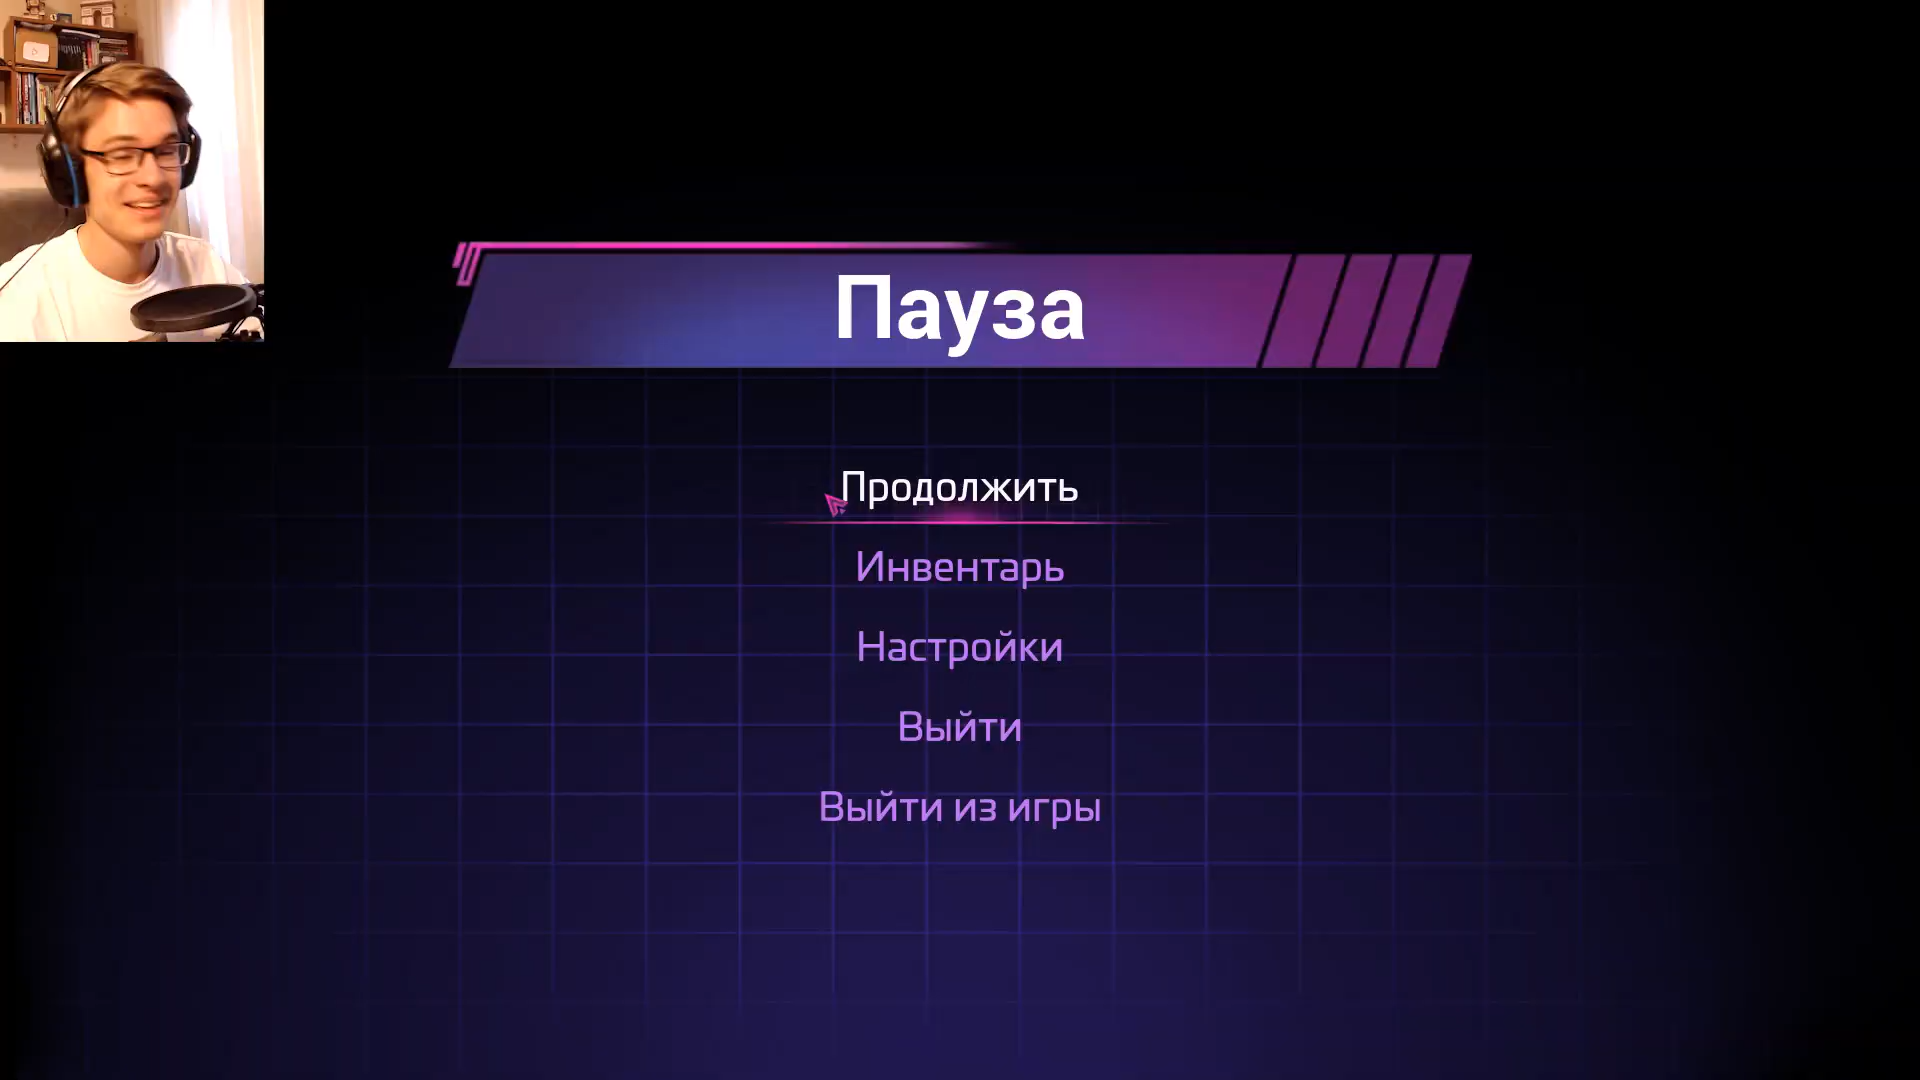 Пауза
Продолжить
Инвентарь
Настройки
Выйти
Выйти из игры